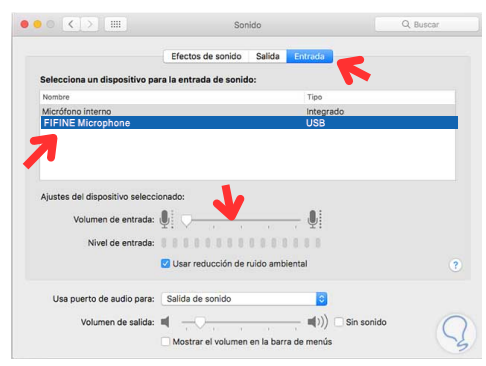 Sonido
Buscar
Efectos de sonido Salida Entrada
Selecciona un dispositivo para la entrada de sonido:
Nombre Tipo
Micrófono interno Integrado
FIFINE Microphone USB
Ajustes del dispositivo seleccionado:
Volumen de entrada:
Nivel de entrada:
Usar reducción de ruido ambiental
?
Usa puerto de audio para: Salida de sonido
Volumen de salida: Sin sonido
Mostrar el volumen en la barra de menús